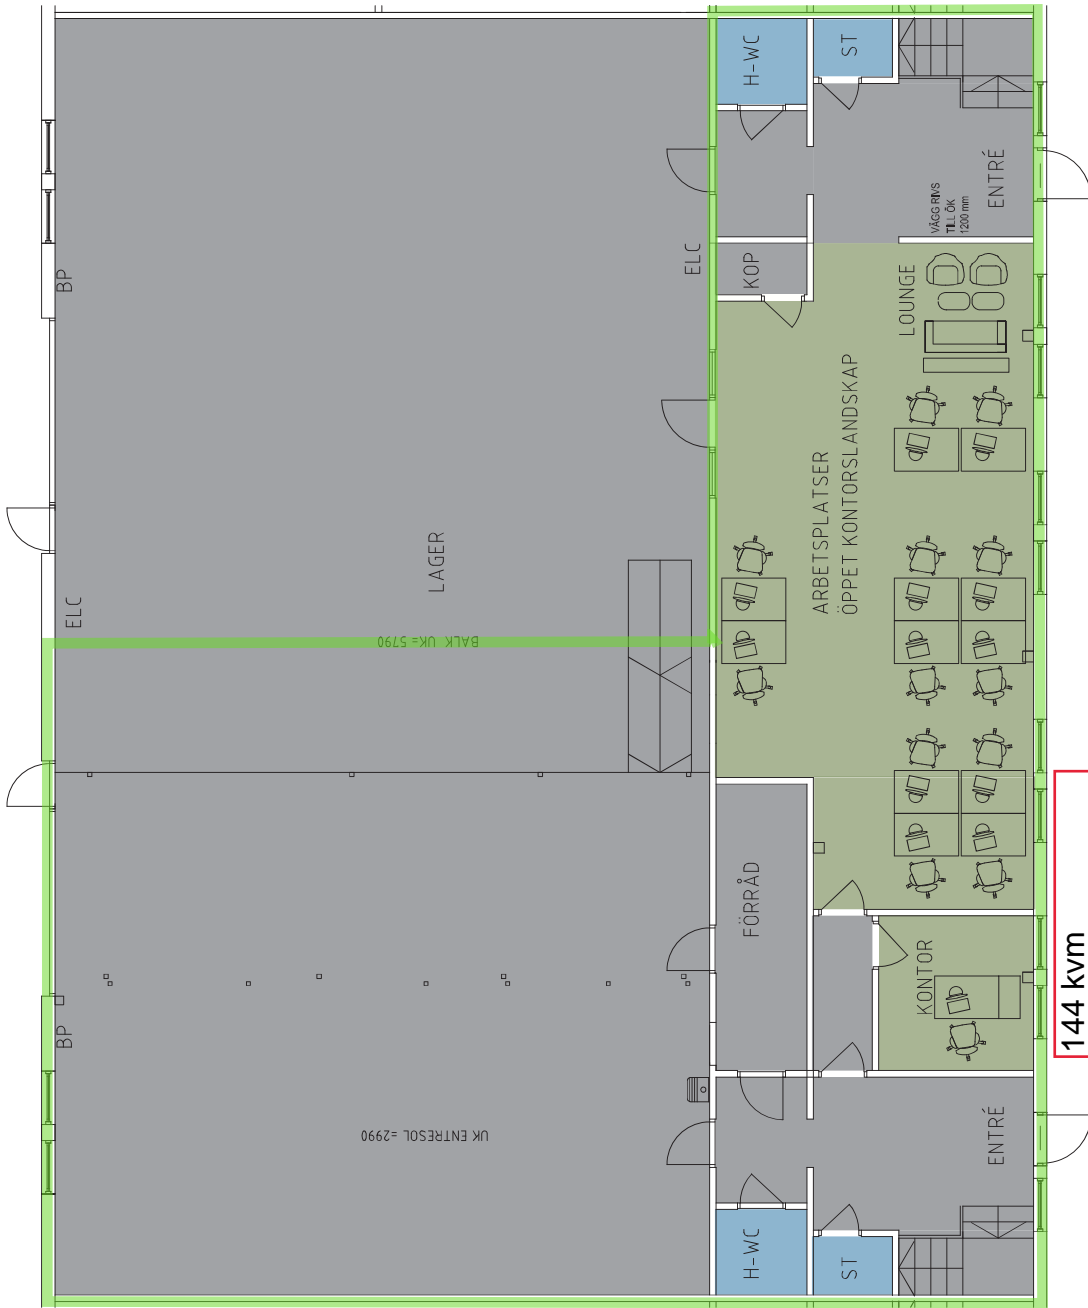 H-WC
ST
BP
ELC
KOP
ENTRÉ
VÄGG RIVS
TILL ÖK
1200 mm
LOUNGE
ARBETSPLATSER
ÖPPET KONTORSLANDSKAP
LAGER
ELC
BALK UK=5790
FÖRRÅD
KONTOR
BP
144 kvm
UK ENTRESOL =2990
ENTRÉ
H-WC
ST